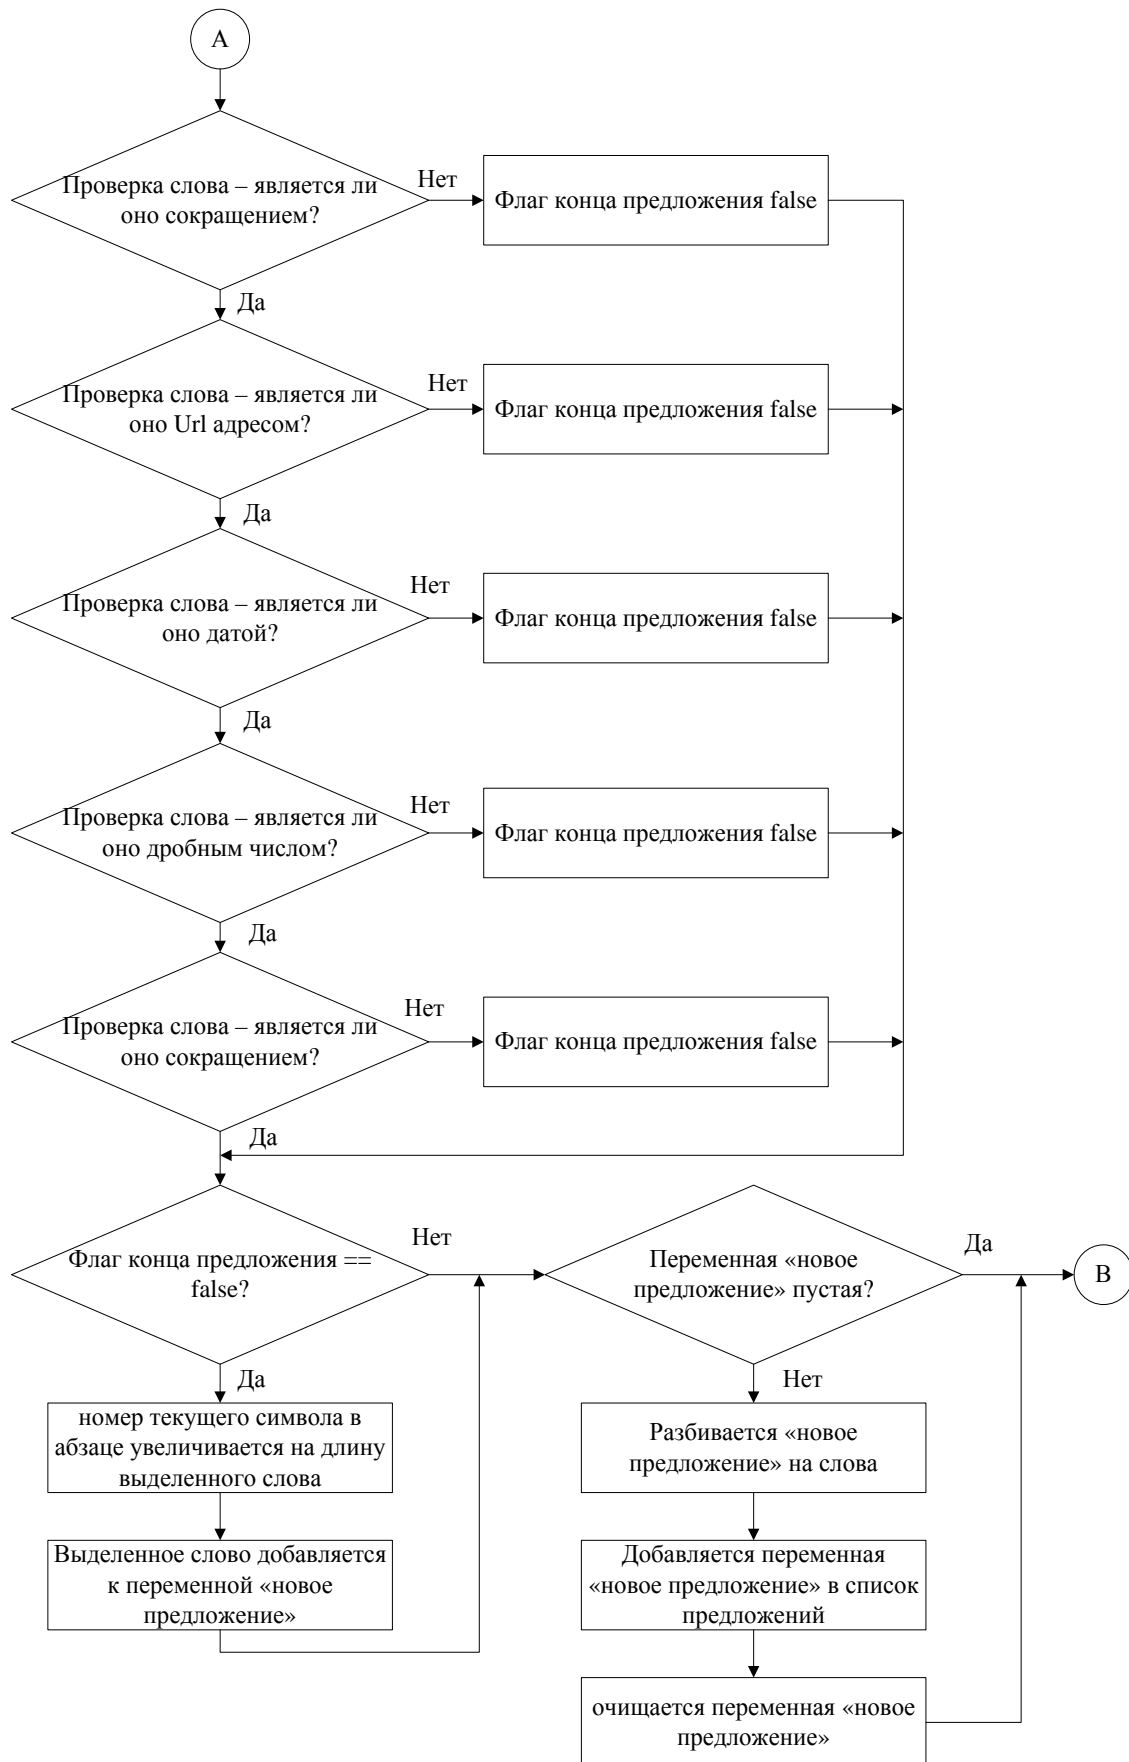 A
Проверка слова – является ли
оно сокращением?
Нет
Флаг конца предложения false
Да
Проверка слова – является ли
оно Url адресом?
Нет
Флаг конца предложения false
Да
Проверка слова – является ли
оно датой?
Нет
Флаг конца предложения false
Да
Проверка слова – является ли
оно дробным числом?
Нет
Флаг конца предложения false
Да
Проверка слова – является ли
оно сокращением?
Нет
Флаг конца предложения false
Да
Флаг конца предложения ==
false?
Нет
Переменная «новое
предложение» пустая?
Да
B
Да
номер текущего символа в
абзаце увеличивается на длину
выделенного слова
Выделенное слово добавляется
к переменной «новое
предложение»
Нет
Разбивается «новое
предложение» на слова
Добавляется переменная
«новое предложение» в список
предложений
очищается переменная «новое
предложение»